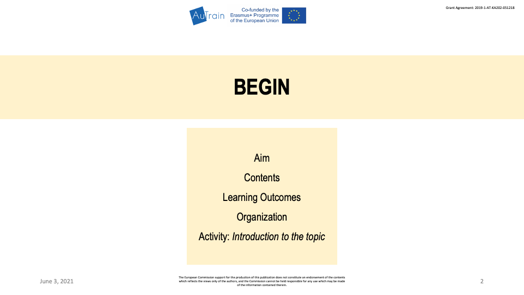 Grant Agreement: 2019-1-AT-KA202-051218
AuTrain
Co-funded by the
Erasmus+ Programme
of the European Union
BEGIN
Aim
Contents
Learning Outcomes
Organization
Activity: Introduction to the topic
The European Commission support for the production of this publication does not constitute an endorsement of the contents
which reflects the views only of the authors, and the Commission cannot be held responsible for any use which may be made
of the information contained therein.
June 3, 2021
2